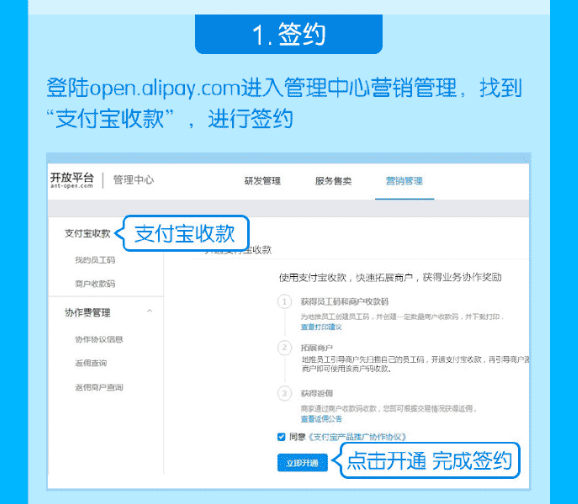 1.签约
登陆open.alipay.com进入管理中心营销管理，找到
“支付宝收款”，进行签约
开放平台 管理中心 研发管理 服务售卖 营销管理
ant-open.com
支付宝收款 支付宝收款
找的员工码
商户收款码
协作费管理
协作协议信息
返佣查询
返佣商户查询
使用支付宝收款，快速拓展商户，获得业务协作奖励
1 获得员工码和商户收款码
为地推员工创建员工码，并创建一定数量商户收款码，并下载打印。
查看打印建议
2 拓展商户
地推员工引导商户先扫描自己的员工码，开通支付宝收款，再引导商户
商户即可使用该商户码收款。
3 获得返佣
商家通过商户收款码收款，您即可根据交易情况获得返佣。
查看返佣公告
同意《支付宝产品推广协作协议》
立即开通 点击开通 完成签约